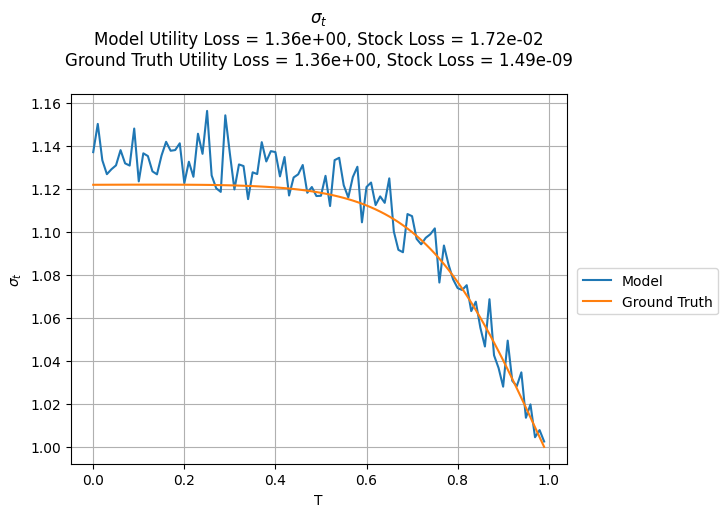 σₜ
Model Utility Loss = 1.36e+00, Stock Loss = 1.72e-02
Ground Truth Utility Loss = 1.36e+00, Stock Loss = 1.49e-09
1.16
1.14
1.12
1.10
1.08
1.06
1.04
1.02
1.00
σₜ
0.0 0.2 0.4 0.6 0.8 1.0
T
Model
Ground Truth